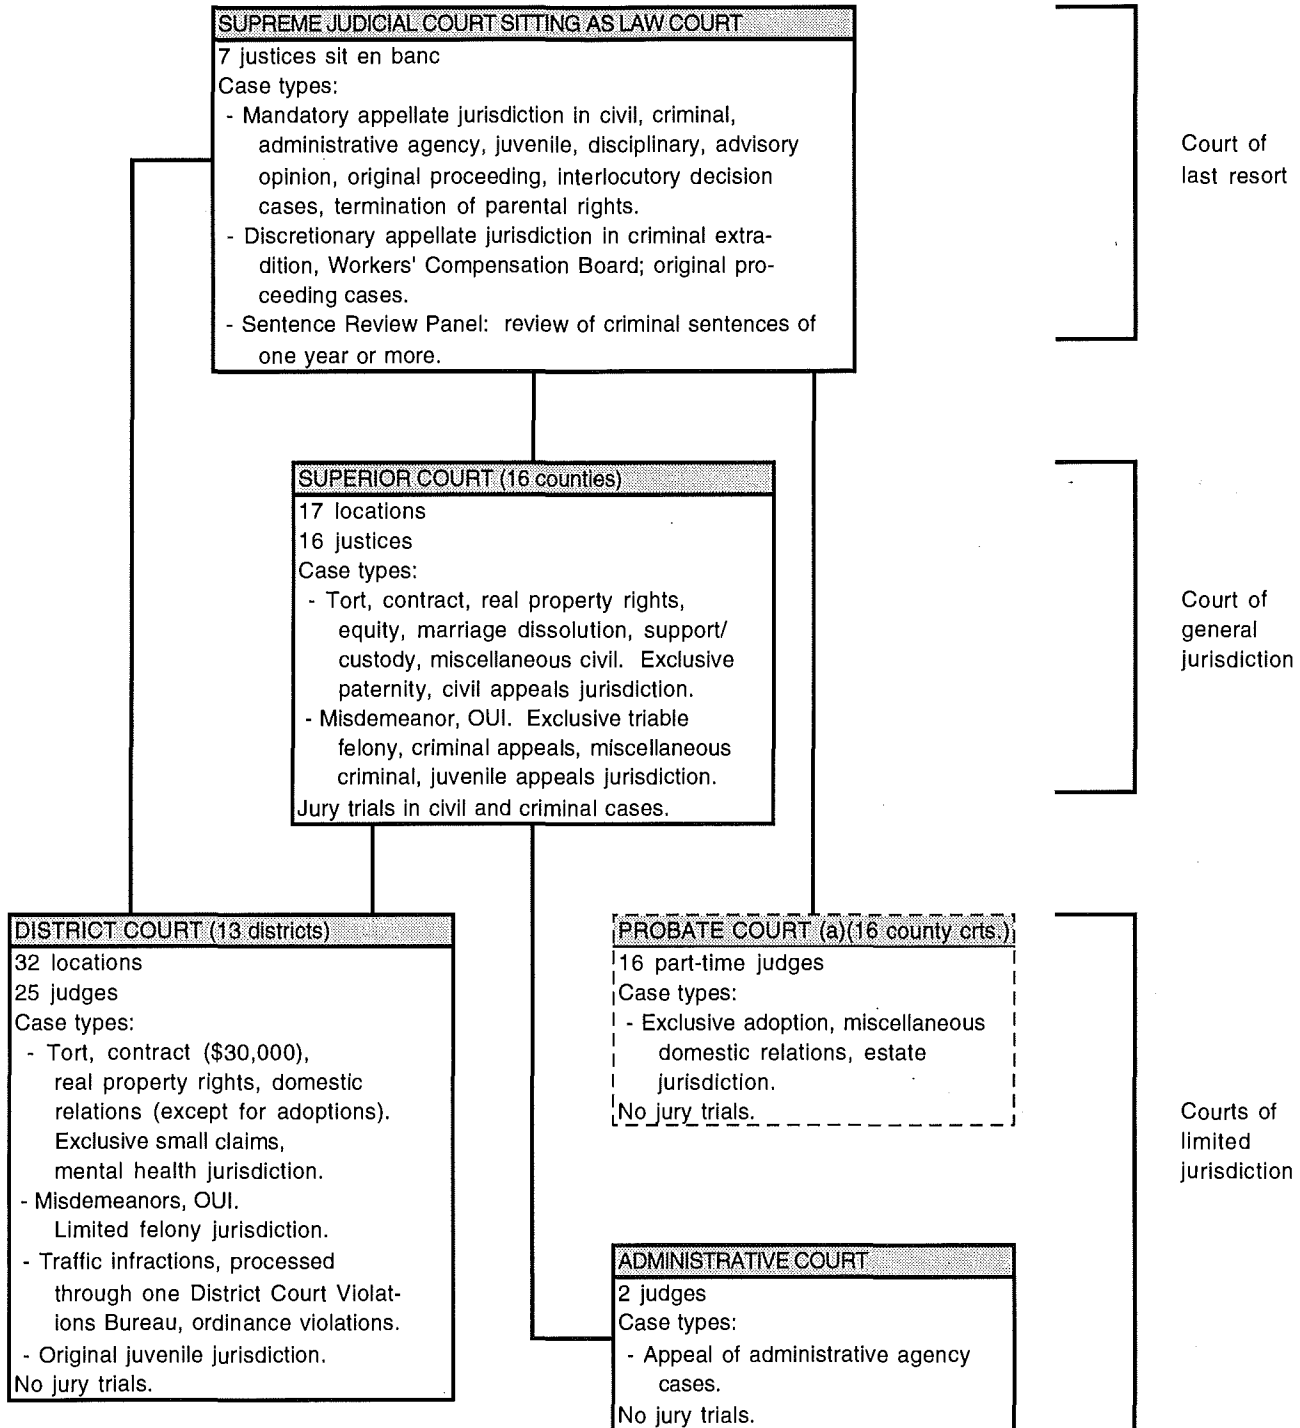 SUPREME JUDICIAL COURT SITTING AS LAW COURT
7 justices sit en banc
Case types:
- Mandatory appellate jurisdiction in civil, criminal,
administrative agency, juvenile, disciplinary, advisory
opinion, original proceeding, interlocutory decision
cases, termination of parental rights.
- Discretionary appellate jurisdiction in criminal extra-
dition, Workers' Compensation Board; original pro-
ceeding cases.
- Sentence Review Panel: review of criminal sentences of
one year or more.
Court of
last resort
SUPERIOR COURT (16 counties)
17 locations
16 justices
Case types:
- Tort, contract, real property rights,
equity, marriage dissolution, support/
custody, miscellaneous civil. Exclusive
paternity, civil appeals jurisdiction.
- Misdemeanor, OUI. Exclusive triable
felony, criminal appeals, miscellaneous
criminal, juvenile appeals jurisdiction.
Jury trials in civil and criminal cases.
Court of
general
jurisdiction
DISTRICT COURT (13 districts)
32 locations
25 judges
Case types:
- Tort, contract ($30,000),
real property rights, domestic
relations (except for adoptions).
Exclusive small claims,
mental health jurisdiction.
- Misdemeanors, OUI.
Limited felony jurisdiction.
- Traffic infractions, processed
through one District Court Violat-
ions Bureau, ordinance violations.
- Original juvenile jurisdiction.
No jury trials.
PROBATE COURT (a)(16 county crts.)
16 part-time judges
Case types:
- Exclusive adoption, miscellaneous
domestic relations, estate
jurisdiction.
No jury trials.
ADMINISTRATIVE COURT
2 judges
Case types:
- Appeal of administrative agency
cases.
No jury trials.
Courts of
limited
jurisdiction